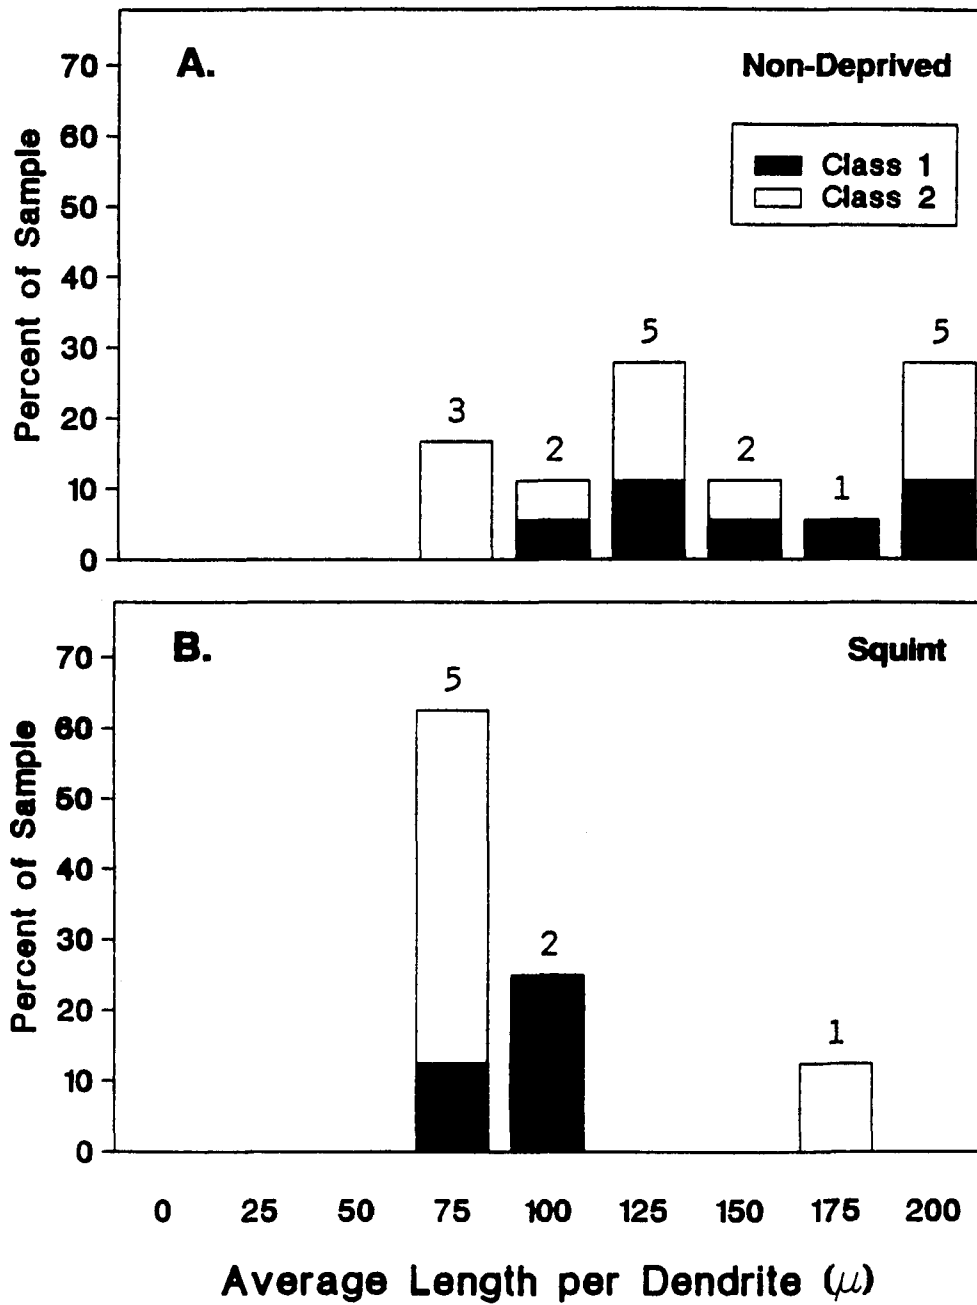 A.
Non-Deprived
Class 1
Class 2
Percent of Sample
70
60
50
40
30
20
10
0
3
2
5
2
1
5
B.
Squint
Percent of Sample
70
60
50
40
30
20
10
0
5
2
1
0 25 50 75 100 125 150 175 200
Average Length per Dendrite (μ)